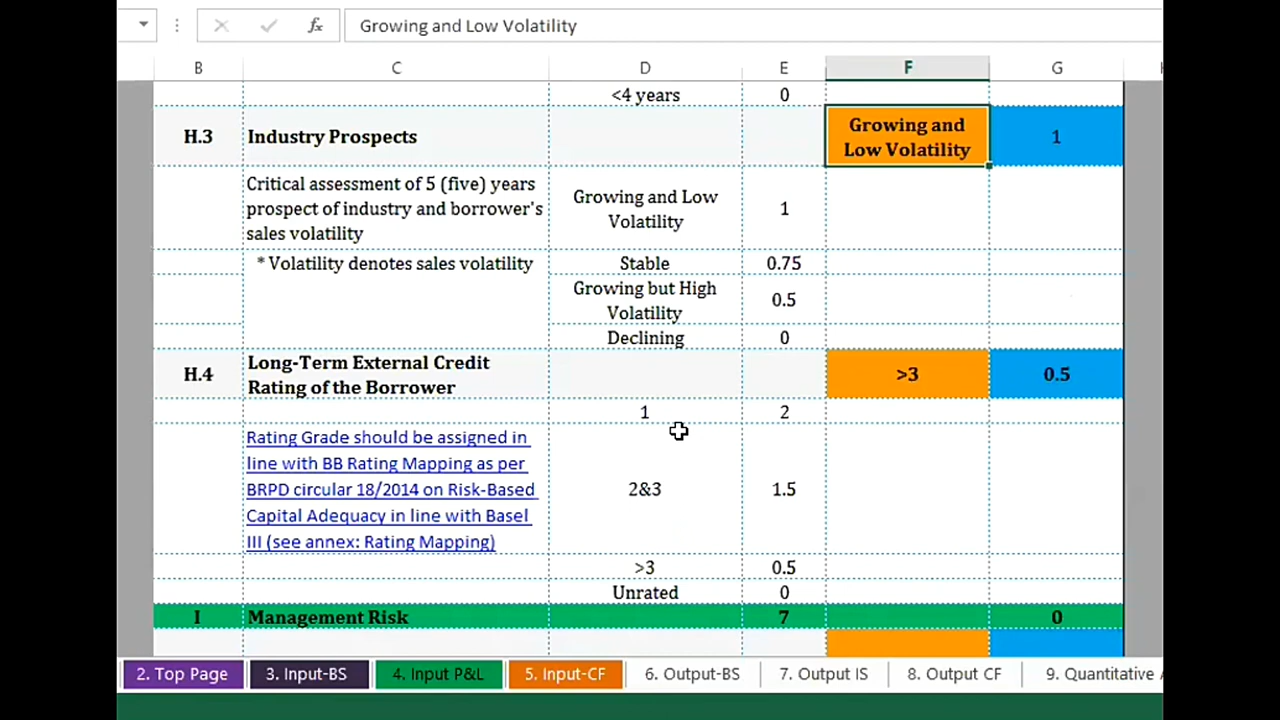 fx Growing and Low Volatility
B C D E F G
<4 years 0
H.3 Industry Prospects Growing and
Low Volatility 1
Critical assessment of 5 (five) years
prospect of industry and borrower's
sales volatility
Growing and Low
Volatility
1
* Volatility denotes sales volatility Stable 0.75
Growing but High
Volatility
0.5
Declining 0
H.4 Long-Term External Credit
Rating of the Borrower
>3 0.5
1 2
Rating Grade should be assigned in
line with BB Rating Mapping as per
BRPD circular 18/2014 on Risk-Based
Capital Adequacy in line with Basel
III (see annex: Rating Mapping)
2&3 1.5
>3 0.5
Unrated 0
I Management Risk 7 0
2. Top Page 3. Input-BS 4. Input P&L 5. Input-CF 6. Output-BS 7. Output IS 8. Output CF 9. Quantitative